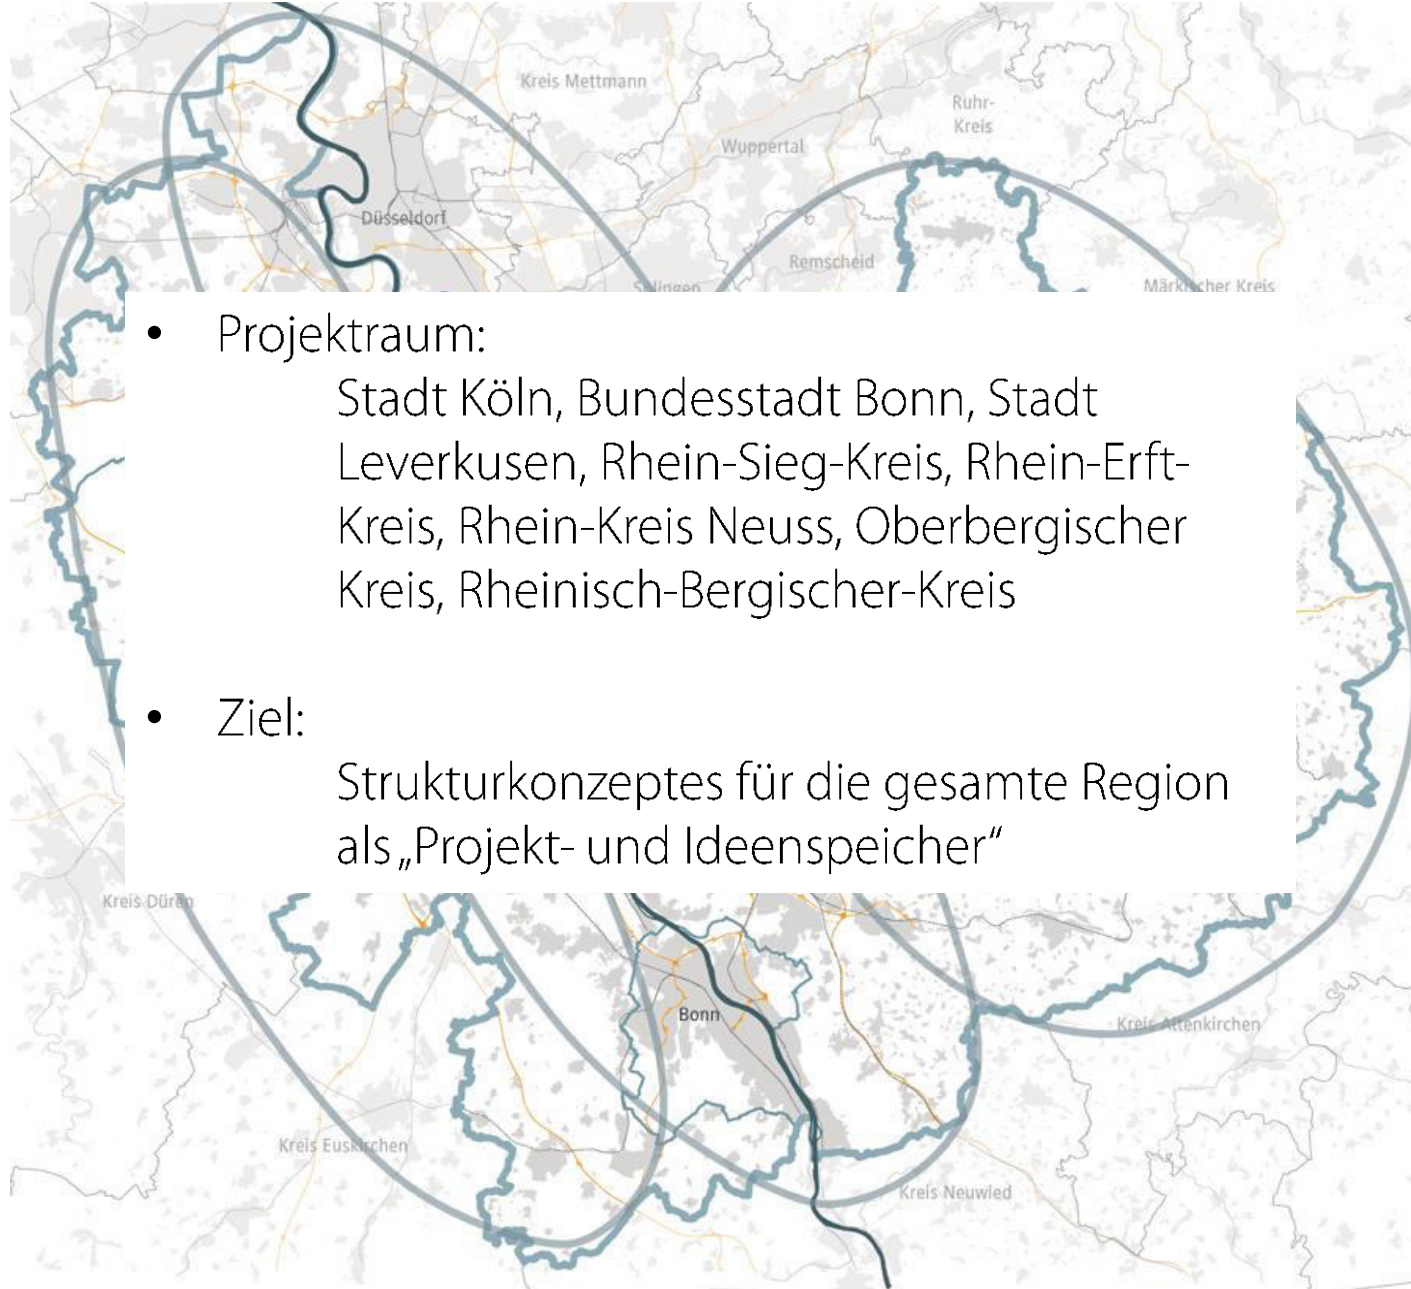 Kreis Mettmann
Ruhr-
Kreis
Wuppertal
Düsseldorf
Remscheid
Solingen
Märkischer Kreis
• Projektraum:
Stadt Köln, Bundesstadt Bonn, Stadt
Leverkusen, Rhein-Sieg-Kreis, Rhein-Erft-
Kreis, Rhein-Kreis Neuss, Oberbergischer
Kreis, Rheinisch-Bergischer-Kreis
• Ziel:
Strukturkonzeptes für die gesamte Region
als „Projekt- und Ideenspeicher“
Kreis Düren
Bonn
Kreis Altenkirchen
Kreis Euskirchen
Kreis Neuwied